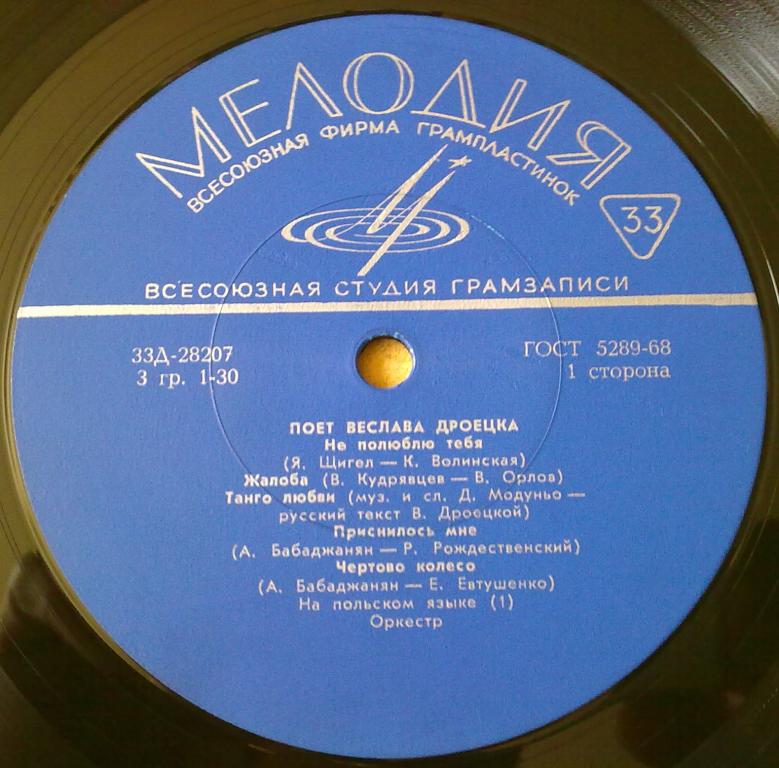 МЕЛОДИЯ
ВСЕСОЮЗНАЯ ФИРМА ГРАМПЛАСТИНОК
33
ВСЕСОЮЗНАЯ СТУДИЯ ГРАМЗАПИСИ
33Д-28207
3 гр. 1-30
ГОСТ 5289-68
1 сторона
ПОЕТ ВЕСЛАВА ДРОЕЦКА
Не полюблю тебя
(Я. Щигел — К. Волинская)
Жалоба (В. Кудрявцев — В. Орлов)
Танго любви (муз. и сл. Д. Модуньо —
русский текст В. Дроецкой)
Приснилось мне
(А. Бабаджанян — Р. Рождественский)
Чертово колесо
(А. Бабаджанян — Е. Евтушенко)
На польском языке (1)
Оркестр